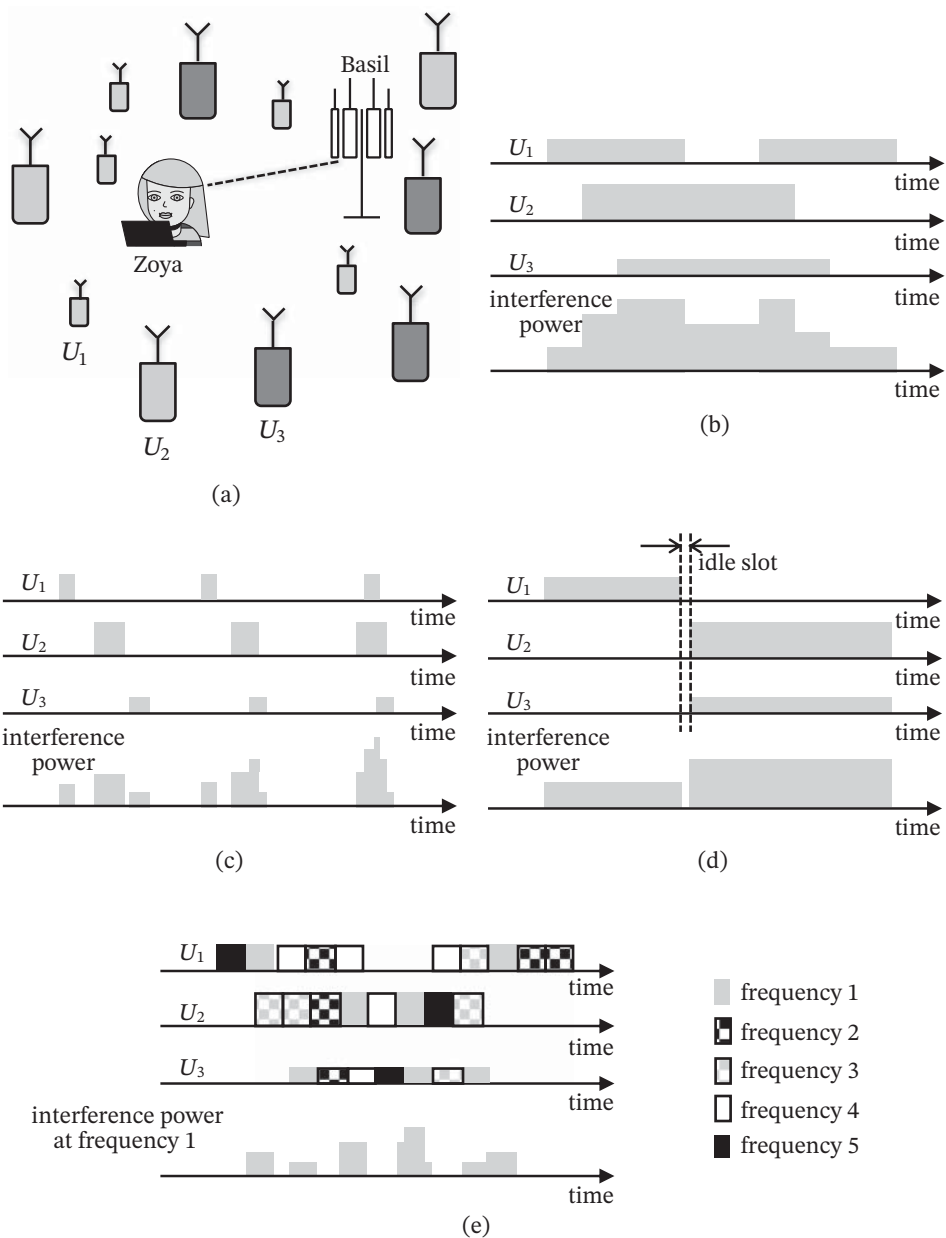 Basil
Zoya
U1
U2
U3
(a)
U1
time
U2
time
U3
time
interference
power
time
(b)
U1
time
U2
time
U3
time
interference
power
time
(c)
idle slot
U1
time
U2
time
U3
time
interference
power
time
(d)
U1
time
U2
time
U3
time
interference power
at frequency 1
time
frequency 1
frequency 2
frequency 3
frequency 4
frequency 5
(e)